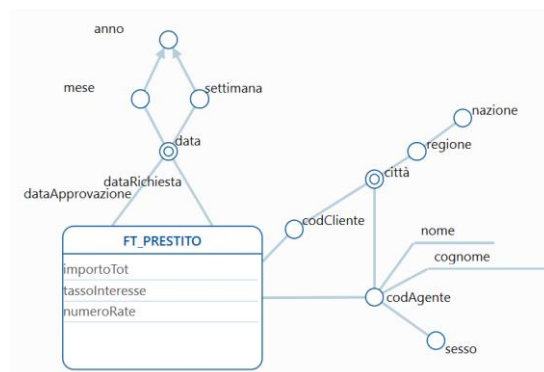 anno
mese
settimana
data
dataRichiesta
dataApprovazione
nazione
regione
città
codCliente
nome
cognome
codAgente
sesso
FT_PRESTITO
importoTot
tassoInteresse
numeroRate